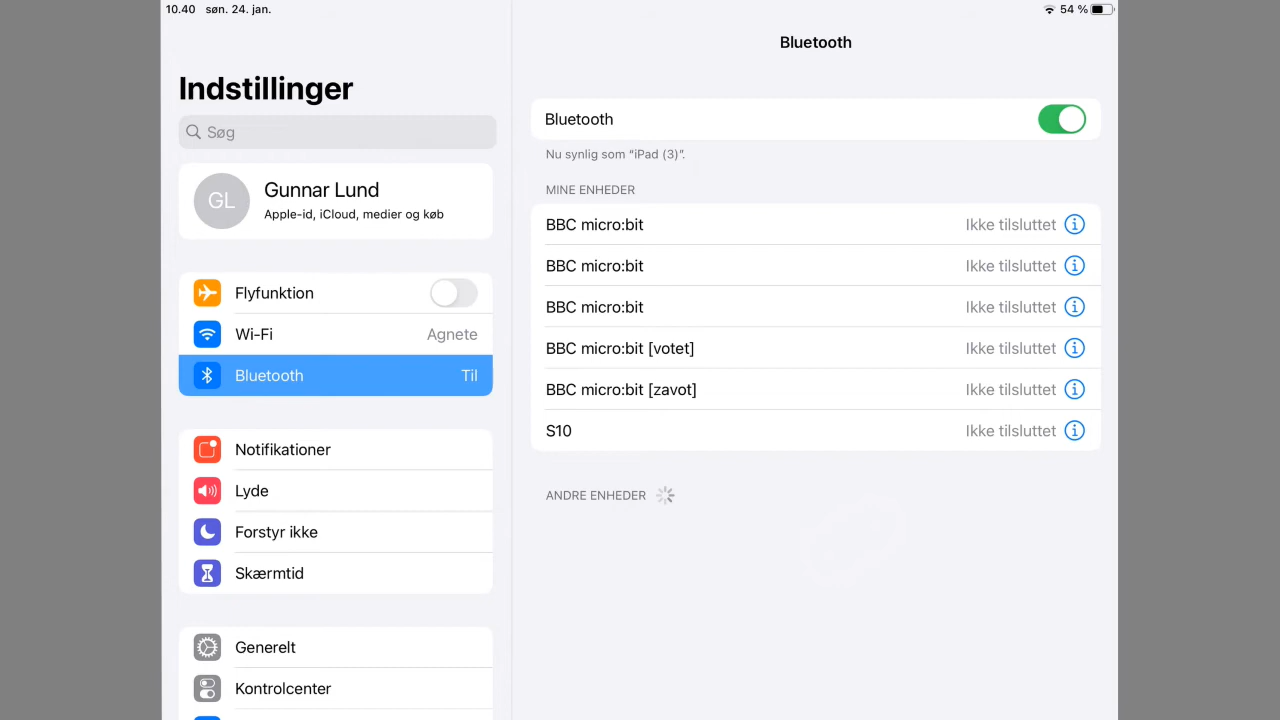 10.40 søn. 24. jan. 54 %
Indstillinger
Søg
GL
Gunnar Lund
Apple-id, iCloud, medier og køb
Flyfunktion
Wi-Fi Agnete
Bluetooth Til
Notifikationer
Lyde
Forstyr ikke
Skærmtid
Generelt
Kontrolcenter
Bluetooth
Bluetooth
Nu synlig som “iPad (3)”.
MINE ENHEDER
BBC micro:bit Ikke tilsluttet
BBC micro:bit Ikke tilsluttet
BBC micro:bit Ikke tilsluttet
BBC micro:bit [votet] Ikke tilsluttet
BBC micro:bit [zavot] Ikke tilsluttet
S10 Ikke tilsluttet
ANDRE ENHEDER